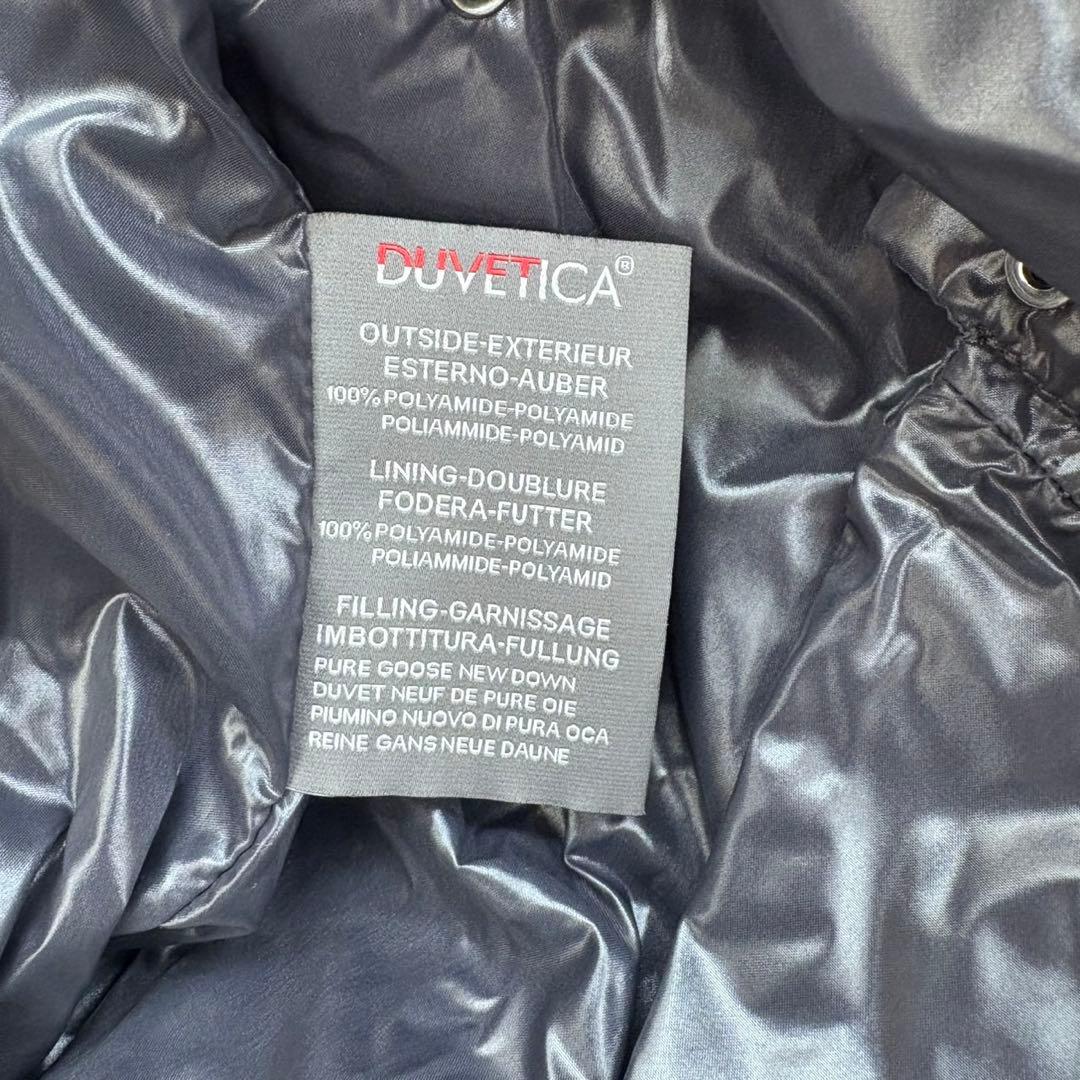 DUVETICA®
OUTSIDE-EXTERIEUR
ESTERNO-AUBER
100% POLYAMIDE-POLYAMIDE
POLIAMMIDE-POLYAMID
LINING-DOUBLURE
FODERA-FUTTER
100% POLYAMIDE-POLYAMIDE
POLIAMMIDE-POLYAMID
FILLING-GARNISSAGE
IMBOTTITURA-FULLUNG
PURE GOOSE NEW DOWN
DUVET NEUF DE PURE OIE
PIUMINO NUOVO DI PURA OCA
REINE GANS NEUE DAUNE